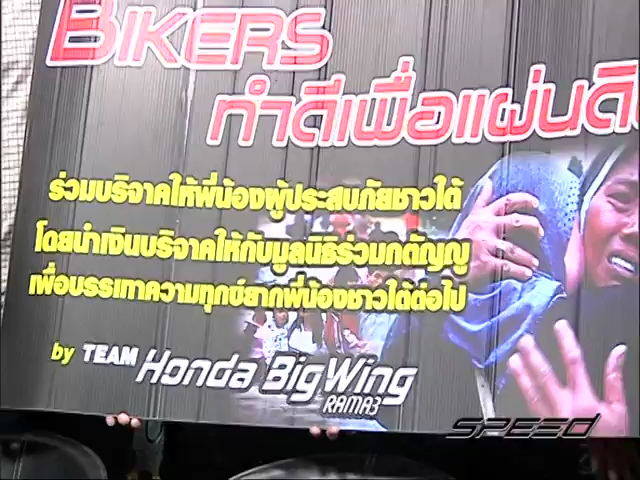 BIKERS
ทำดีเพื่อแผ่นดิ
ร่วมบริจาคให้พี่น้องผู้ประสบภัยชาวใต้
โดยนำเงินบริจาคให้กับมูลนิธิร่วมกตัญญู
เพื่อบรรเทาความทุกข์ยากพี่น้องชาวใต้ต่อไป
by TEAM Honda BigWing
RAMA3
SPEED